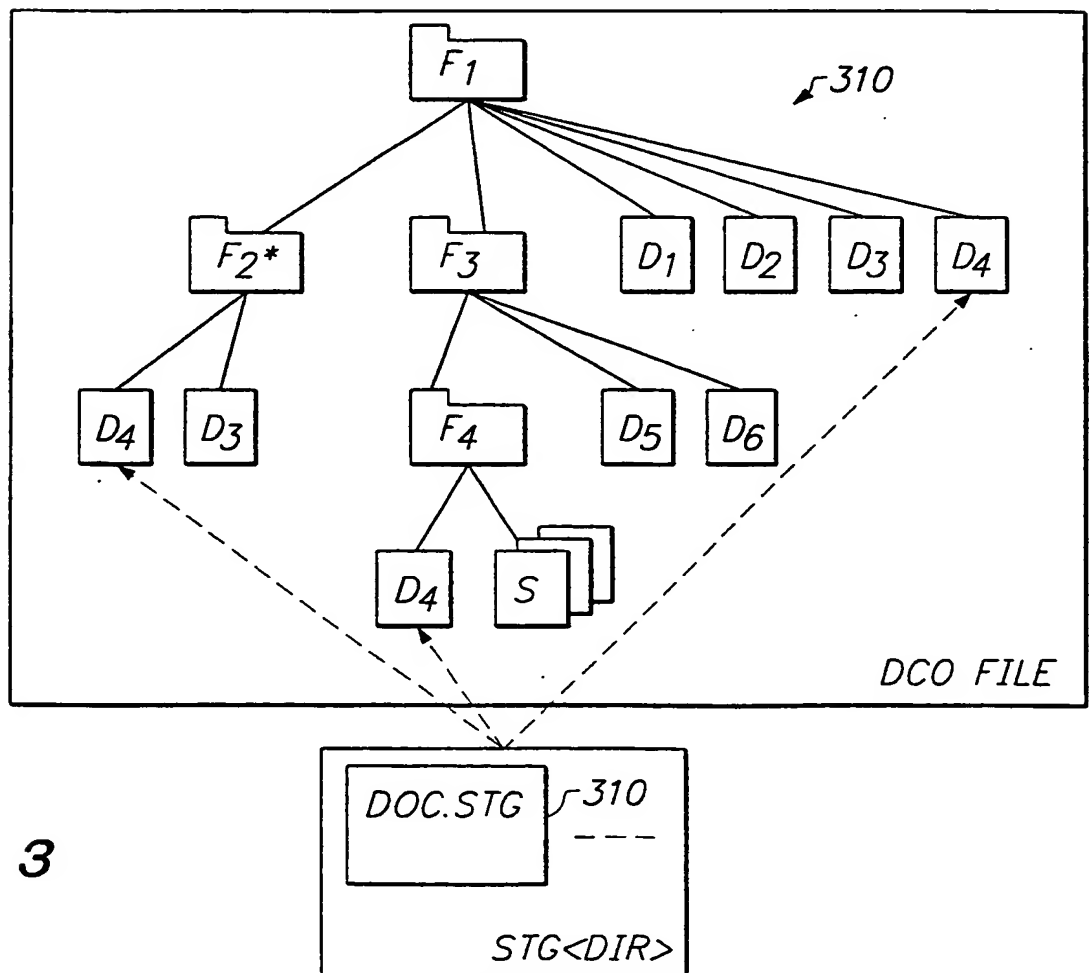 F1
310
F2*
F3
D1
D2
D3
D4
D4
D3
F4
D5
D6
D4
S
DCO FILE
DOC.STG
310
3
STG<DIR>